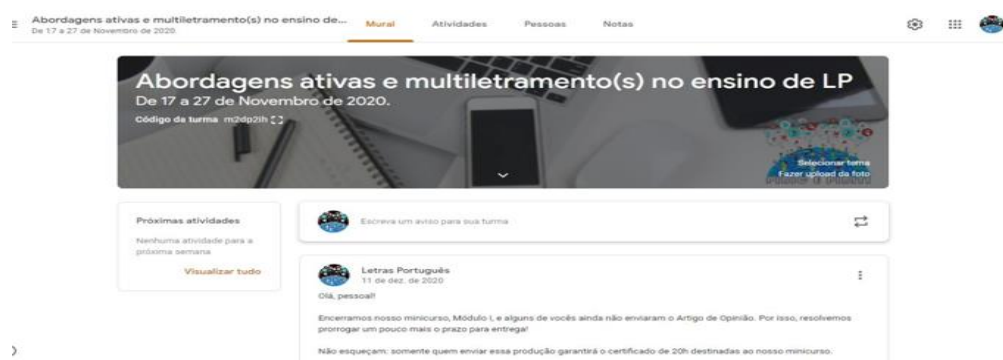 Abordagens ativas e multiletramento(s) no ensino de...
De 17 a 27 de Novembro de 2020.
Mural Atividades Pessoas Notas
Abordagens ativas e multiletramento(s) no ensino de LP
De 17 a 27 de Novembro de 2020.
Código da turma m2dp2lh
Selecionar tema
Fazer upload da foto
Próximas atividades
Nenhuma atividade para a
próxima semana
Visualizar tudo
Escreva um aviso para sua turma
Letras Português
11 de dez. de 2020
Olá, pessoal!
Encerramos nosso minicurso, Módulo I, e alguns de vocês ainda não enviaram o Artigo de Opinião. Por isso, resolvemos
prorrogar um pouco mais o prazo para entrega!
Não esqueçam: somente quem enviar essa produção garantirá o certificado de 20h destinadas ao nosso minicurso.